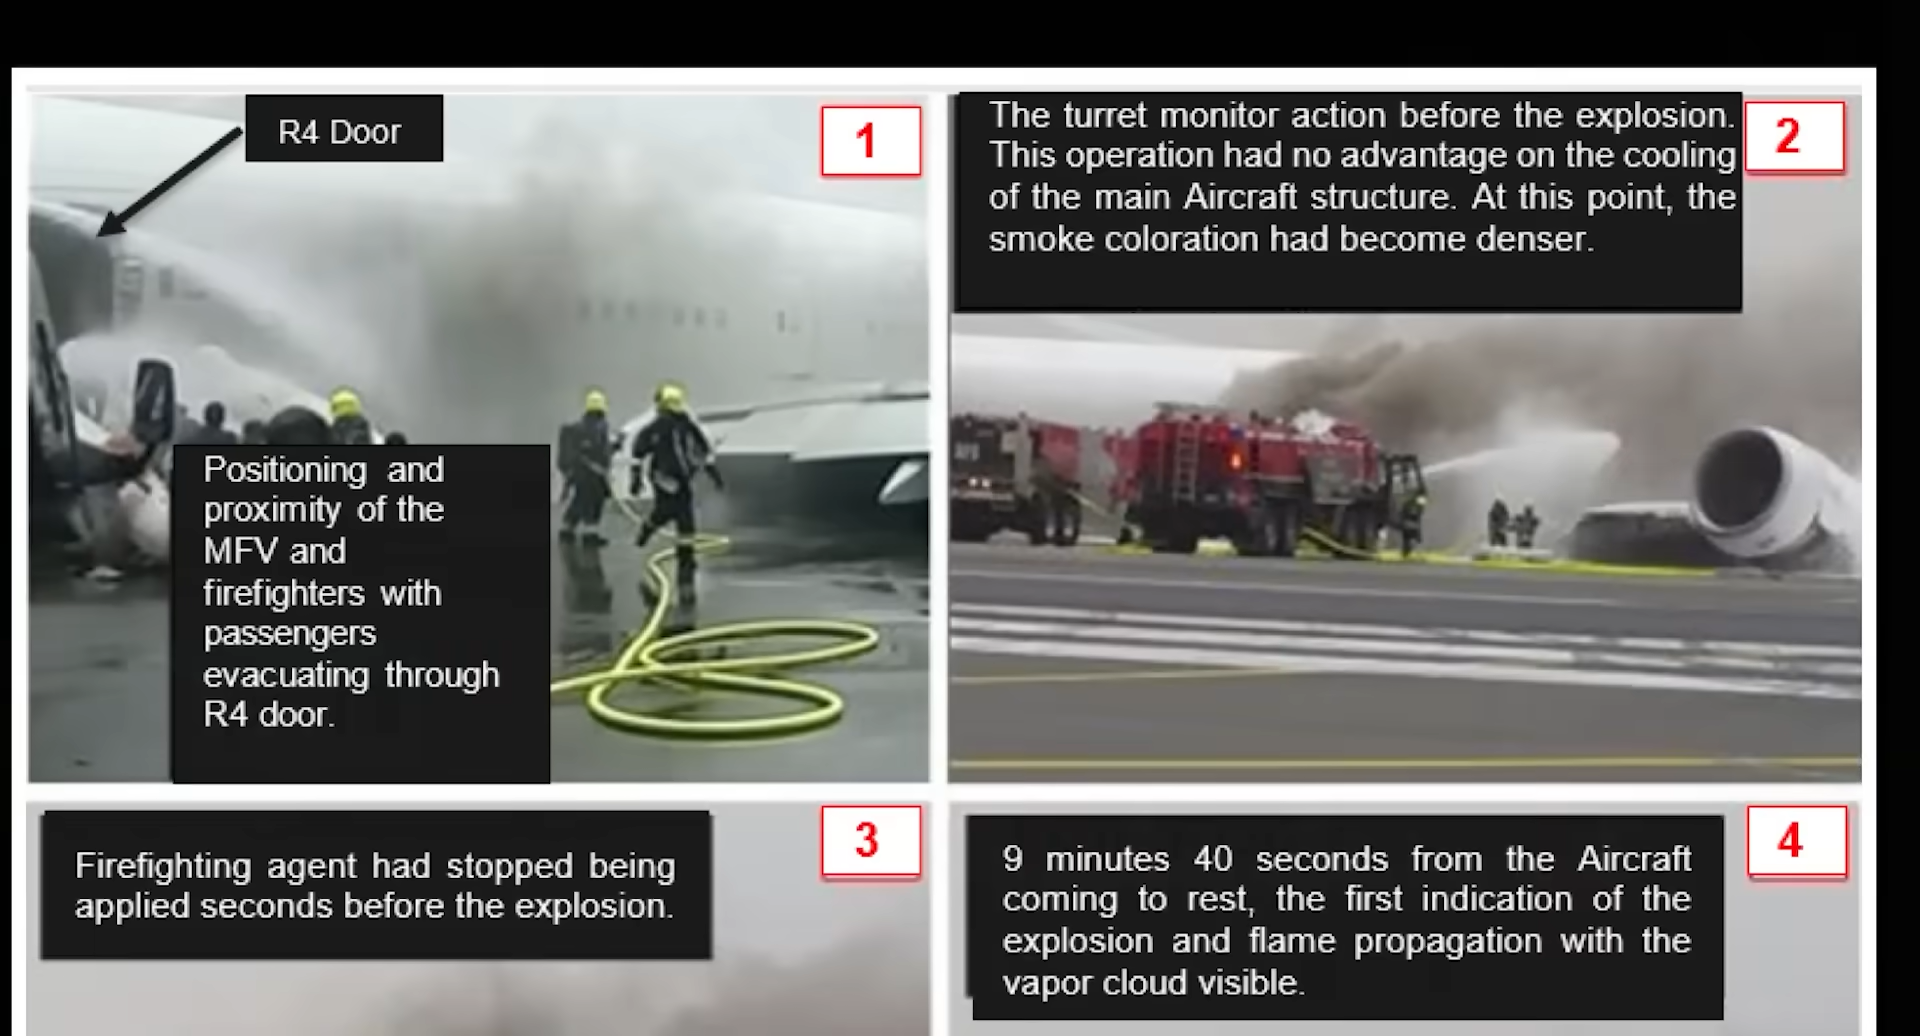 R4 Door
1
Positioning and
proximity of the
MFV and
firefighters with
passengers
evacuating through
R4 door.
The turret monitor action before the explosion.
This operation had no advantage on the cooling
of the main Aircraft structure. At this point, the
smoke coloration had become denser.
2
Firefighting agent had stopped being
applied seconds before the explosion.
3
9 minutes 40 seconds from the Aircraft
coming to rest, the first indication of the
explosion and flame propagation with the
vapor cloud visible.
4